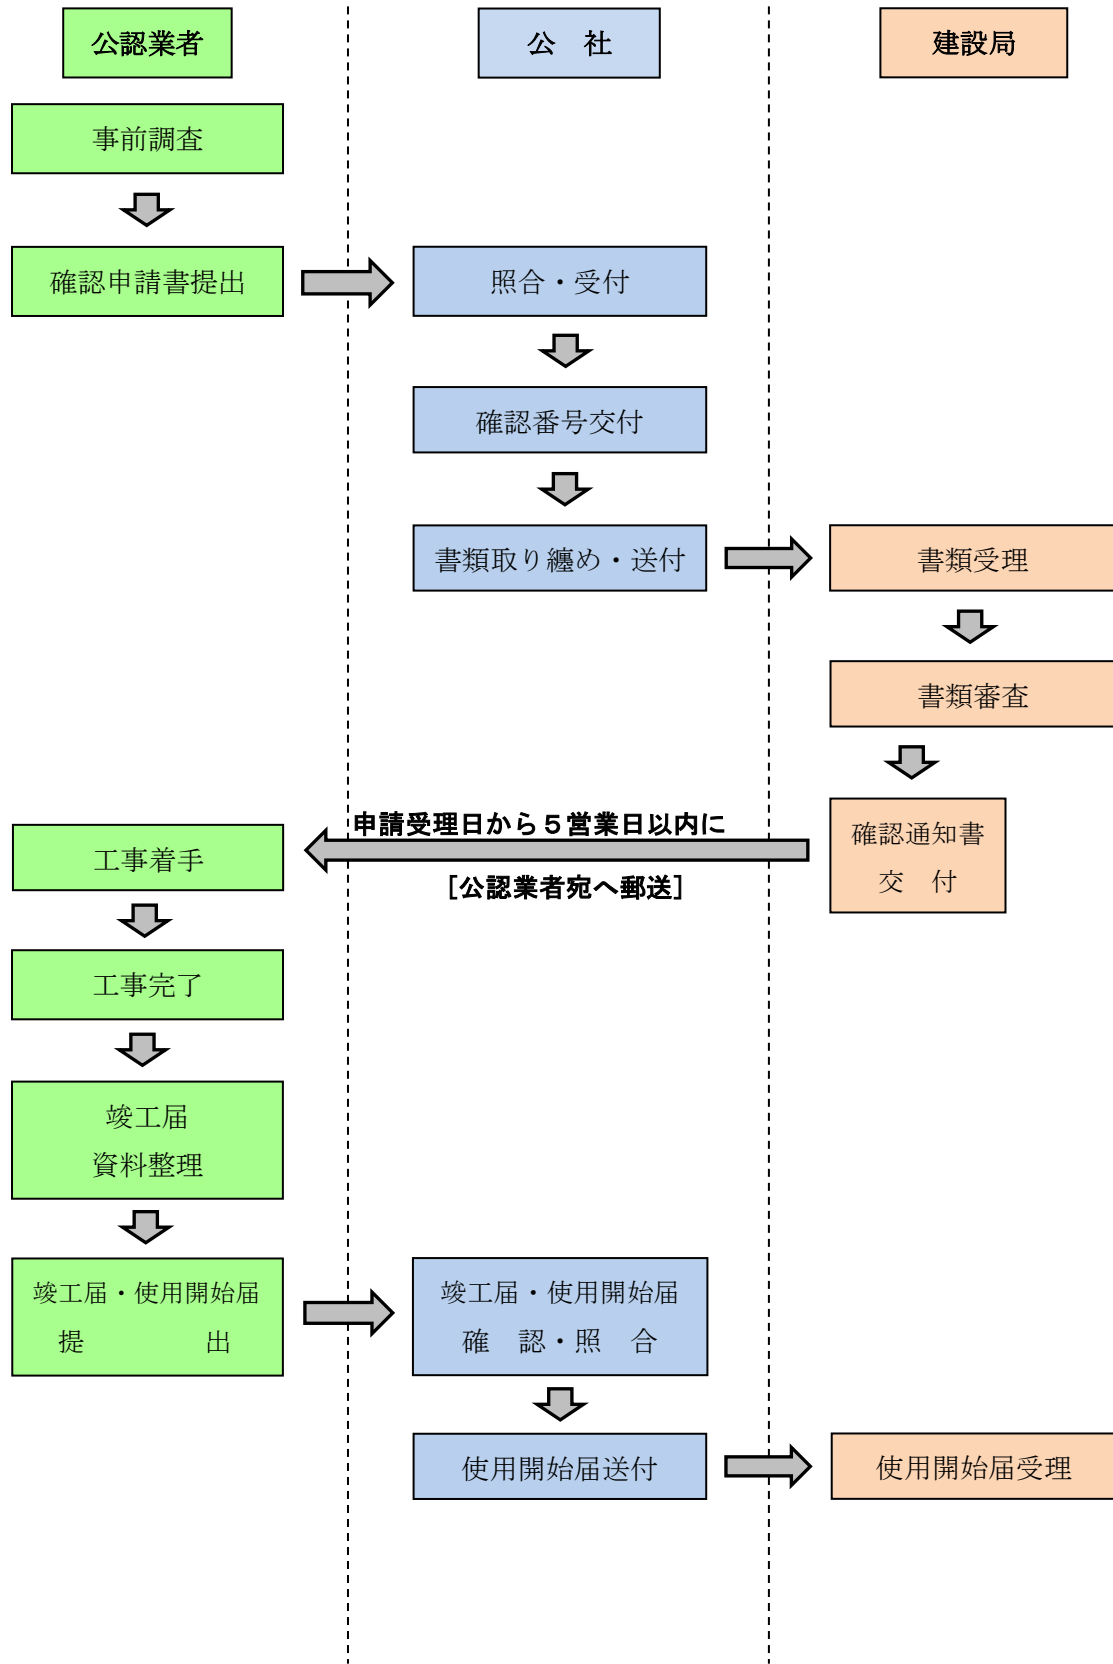 公認業者
公　社
建設局
事前調査
確認申請書提出
照合・受付
確認番号交付
書類取り纏め・送付
書類受理
書類審査
確認通知書
交　付
申請受理日から５営業日以内に
［公認業者宛へ郵送］
工事着手
工事完了
竣工届
資料整理
竣工届・使用開始届
提　　　　出
竣工届・使用開始届
確　認・照　合
使用開始届送付
使用開始届受理